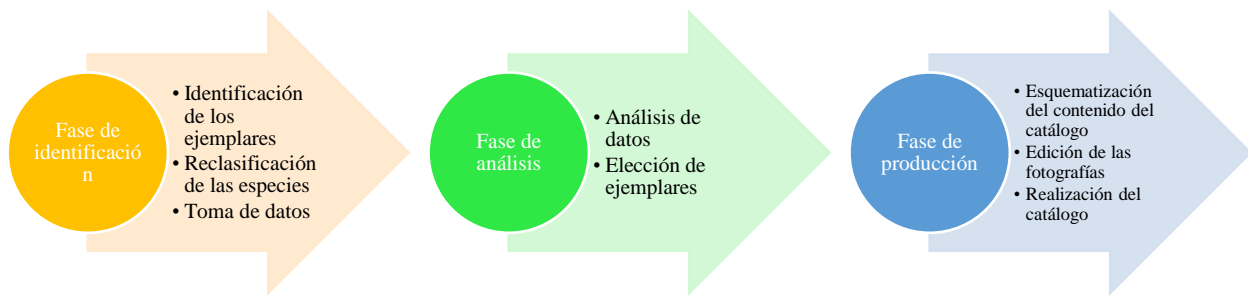 Fase de
identificació
n
• Identificación
de los
ejemplares
• Reclasificación
de las especies
• Toma de datos
Fase de
análisis
• Análisis de
datos
• Elección de
ejemplares
Fase de
producción
• Esquematización
del contenido del
catálogo
• Edición de las
fotografías
• Realización del
catálogo